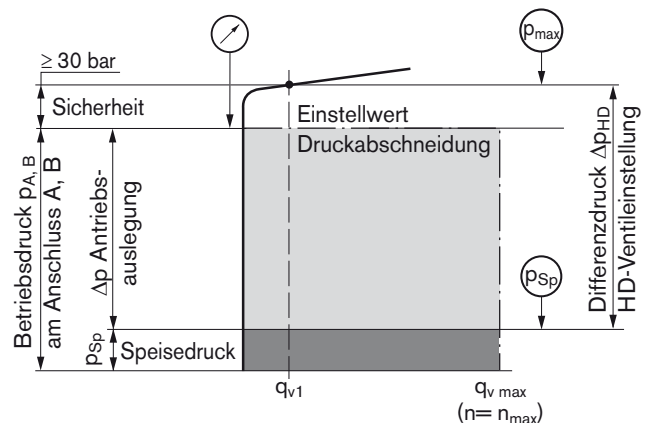 ≥ 30 bar
Sicherheit
pmax
Einstellwert
Druckabschneidung
Betriebsdruck pA, B
am Anschluss A, B
Δp Antriebs-
auslegung
pSp
Speisedruck
pSp
Differenzdruck ΔpHD
HD-Ventileinstellung
qv1
qv max
(n= nmax)